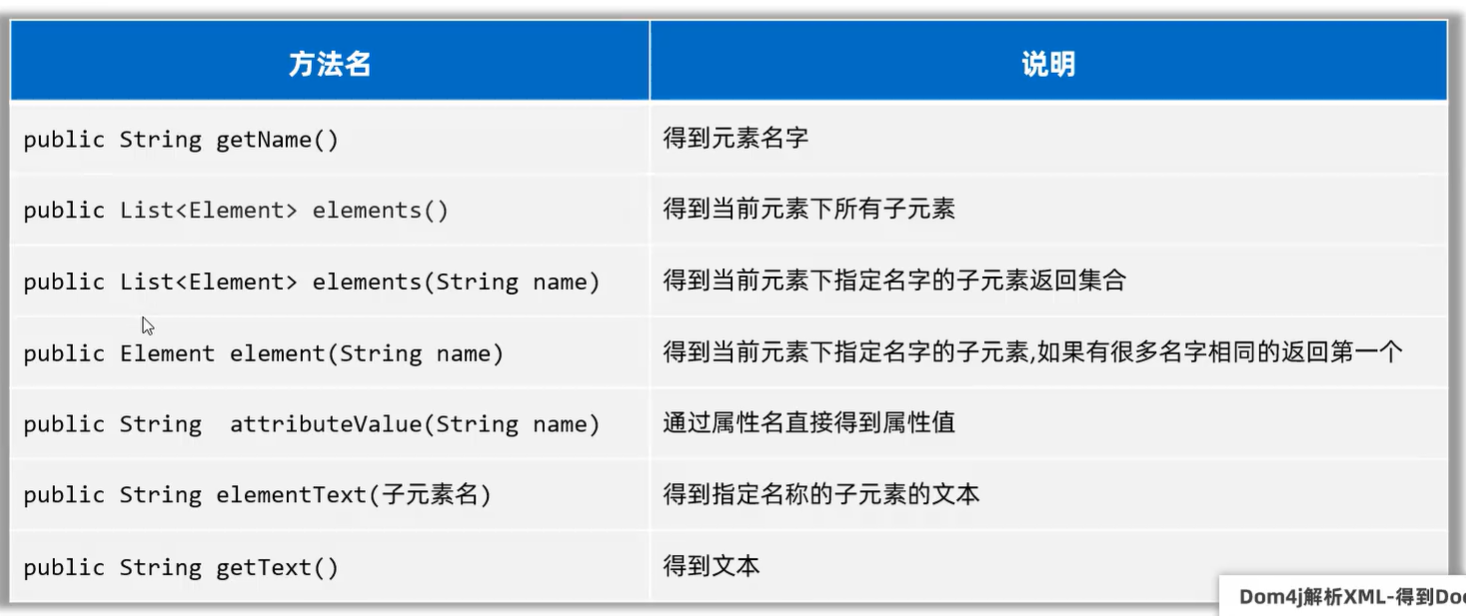 方法名 说明
public String getName() 得到元素名字
public List<Element> elements() 得到当前元素下所有子元素
public List<Element> elements(String name) 得到当前元素下指定名字的子元素返回集合
public Element element(String name) 得到当前元素下指定名字的子元素,如果有很多名字相同的返回第一个
public String  attributeValue(String name) 通过属性名直接得到属性值
public String elementText(子元素名) 得到指定名称的子元素的文本
public String getText() 得到文本
Dom4j解析XML-得到Do